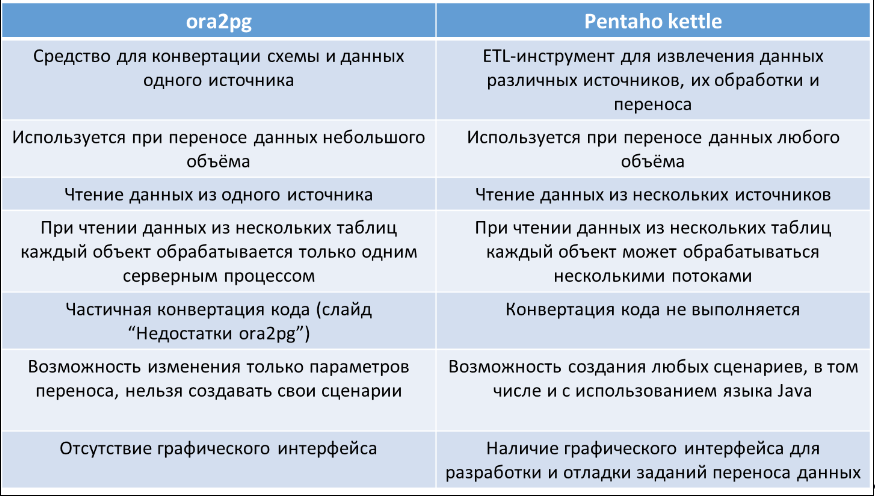 ora2pg
Pentaho kettle
Средство для конвертации схемы и данных
одного источника
ETL-инструмент для извлечения данных
различных источников, их обработки и
переноса
Используется при переносе данных небольшого
объёма
Используется при переносе данных любого
объёма
Чтение данных из одного источника
Чтение данных из нескольких источников
При чтении данных из нескольких таблиц
каждый объект обрабатывается только одним
серверным процессом
При чтении данных из нескольких таблиц
каждый объект может обрабатываться
несколькими потоками
Частичная конвертация кода (слайд
“Недостатки ora2pg”)
Конвертация кода не выполняется
Возможность изменения только параметров
переноса, нельзя создавать свои сценарии
Возможность создания любых сценариев, в том
числе и с использованием языка Java
Отсутствие графического интерфейса
Наличие графического интерфейса для
разработки и отладки заданий переноса данных